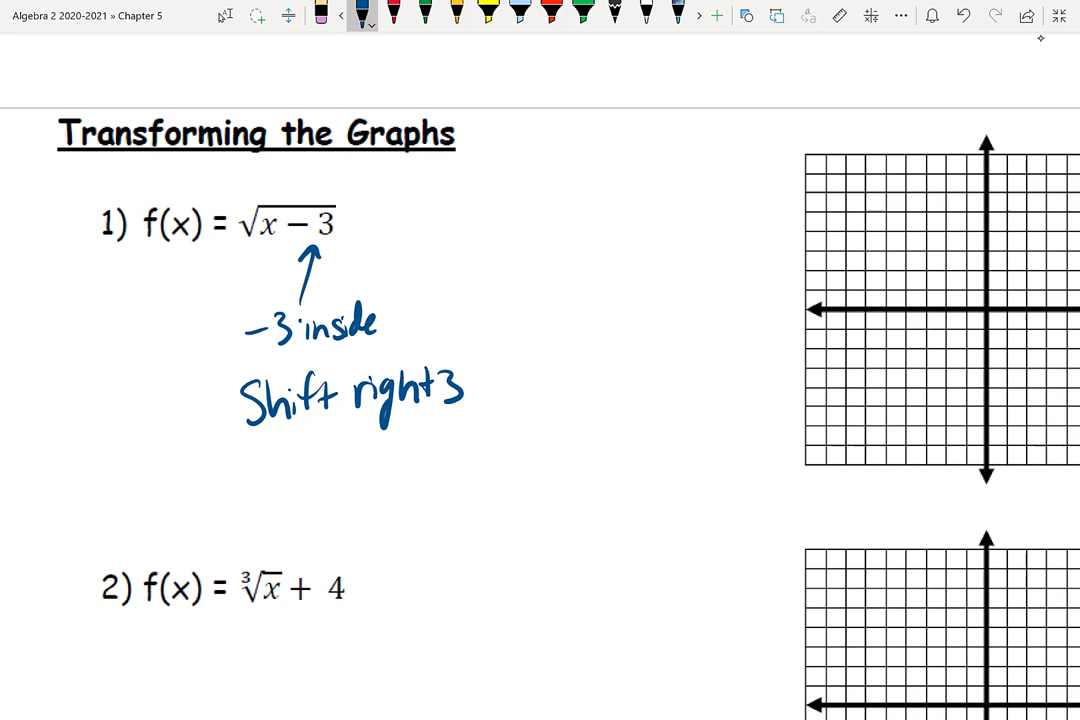 Algebra 2 2020-2021 » Chapter 5
Transforming the Graphs
1) f(x) = √x − 3
-3 inside
Shift right 3
2) f(x) = ∛x + 4